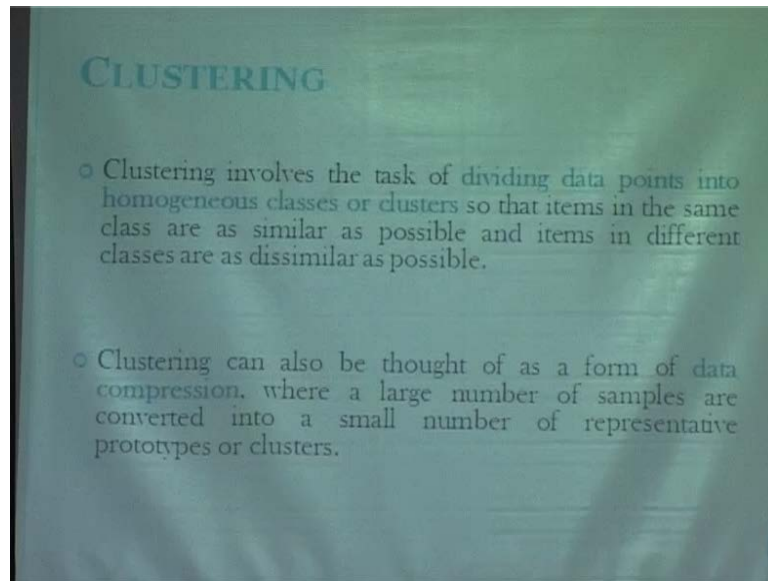 CLUSTERING
Clustering involves the task of dividing data points into
homogeneous classes or clusters so that items in the same
class are as similar as possible and items in different
classes are as dissimilar as possible.
Clustering can also be thought of as a form of data
compression, where a large number of samples are
converted into a small number of representative
prototypes or clusters.